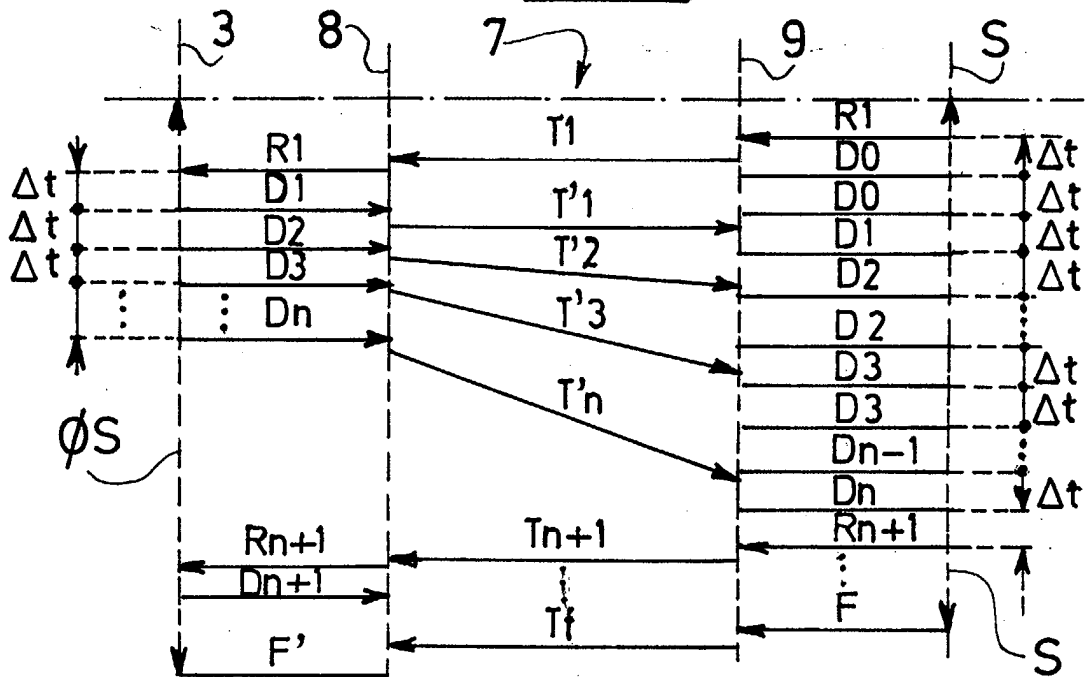 3 8 7 9 S
T1 R1
R1 D0 Δt
Δt D1 T'1 D0 Δt
Δt D2 T'2 D1 Δt
Δt D3 D2 Δt
Dn T'3 D2
T'n D3 Δt
ØS D3 Δt
Dn-1
Dn Δt
Rn+1 Tn+1 Rn+1
Dn+1
Tf F
F' S